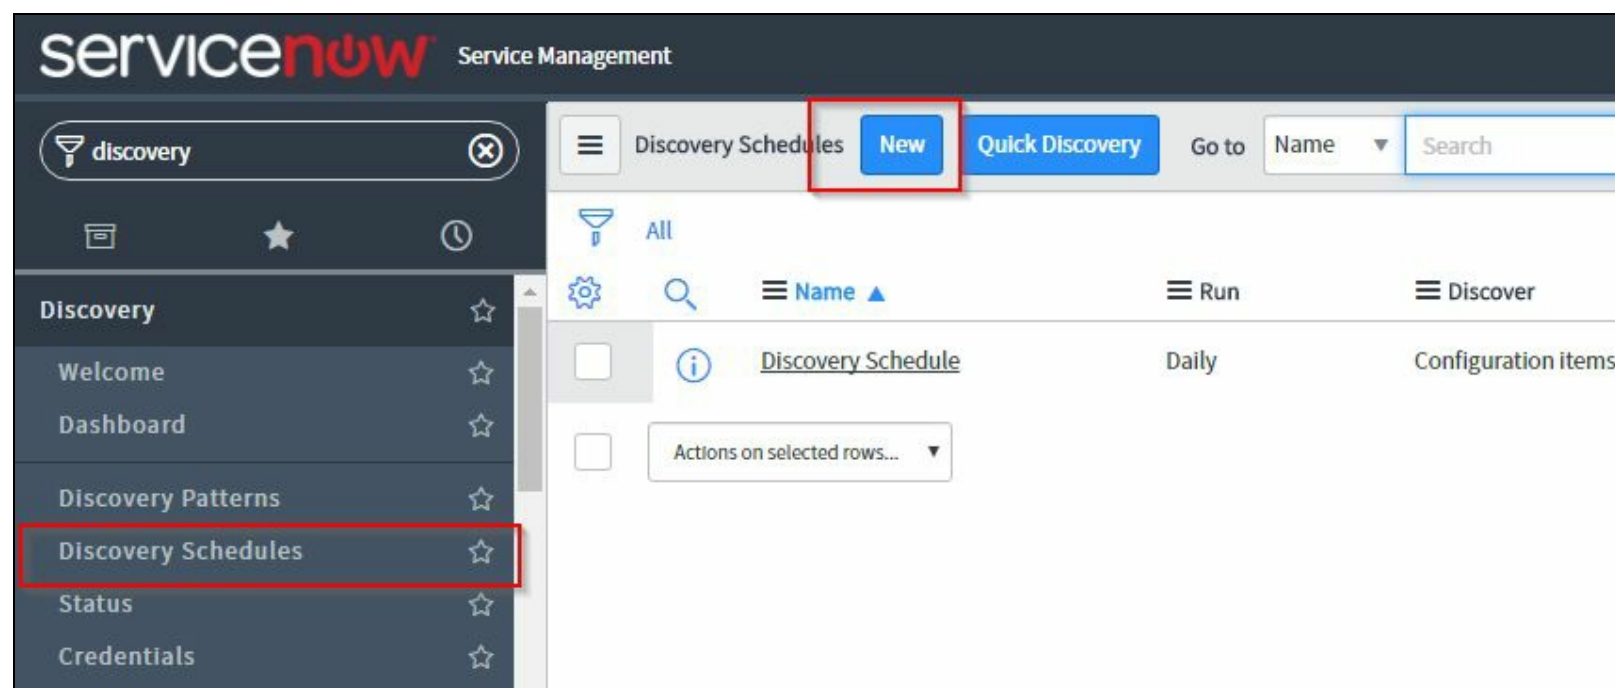 servicenow Service Management
discovery
Discovery Schedules New Quick Discovery Go to Name Search
All
Name Run Discover
Discovery Schedule Daily Configuration items
Actions on selected rows...
Discovery
Welcome
Dashboard
Discovery Patterns
Discovery Schedules
Status
Credentials